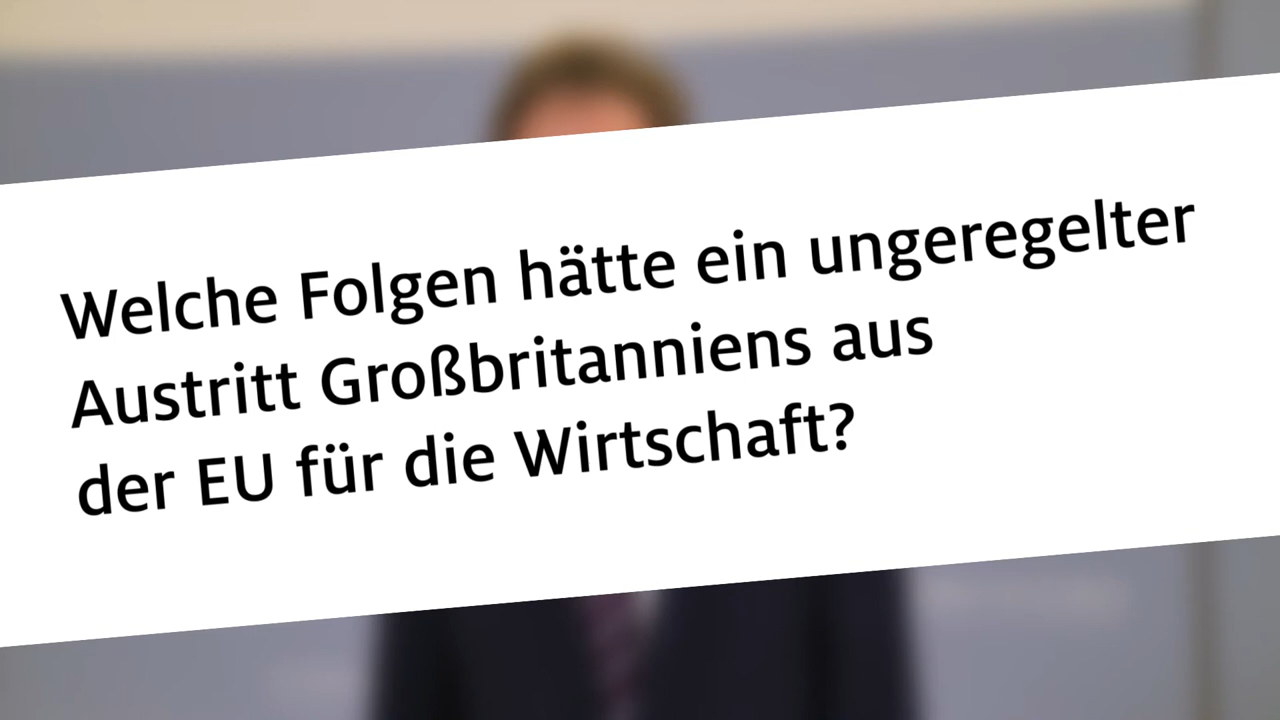 Welche Folgen hätte ein ungeregelter
Austritt Großbritanniens aus
der EU für die Wirtschaft?